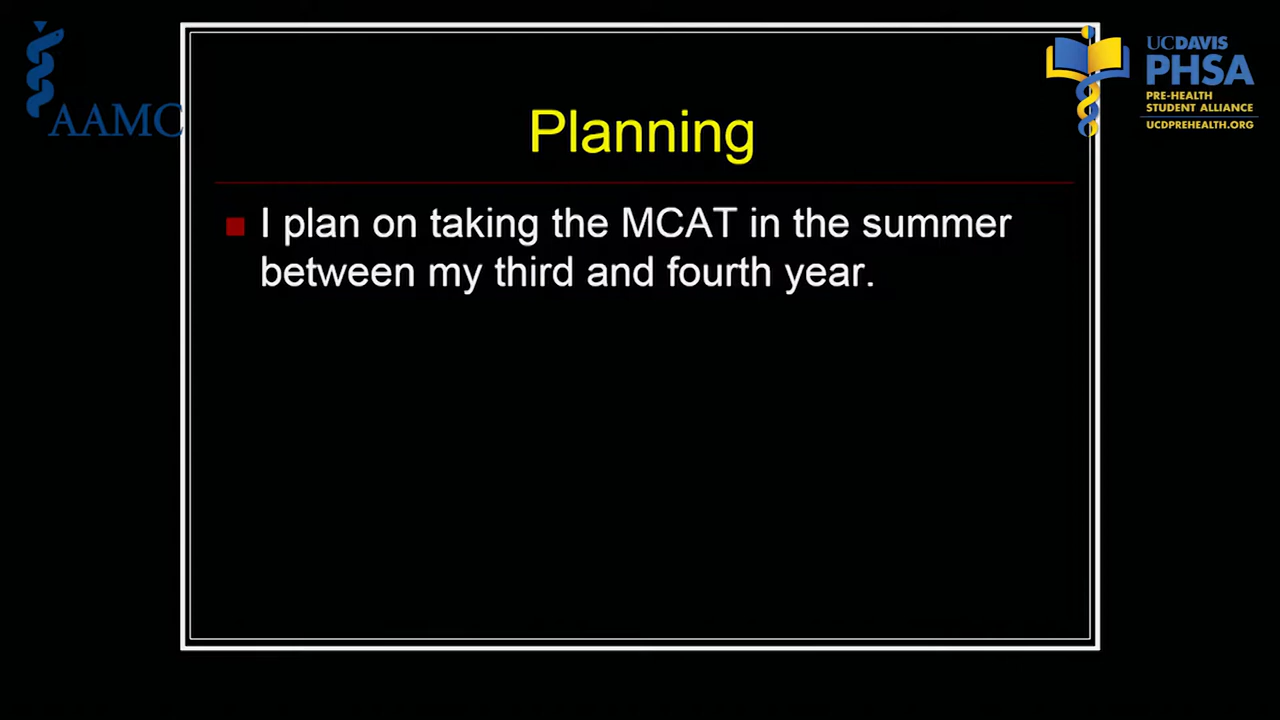 AAMC
UCDAVIS
PHSA
PRE-HEALTH
STUDENT ALLIANCE
UCDPREHEALTH.ORG
Planning
I plan on taking the MCAT in the summer
between my third and fourth year.